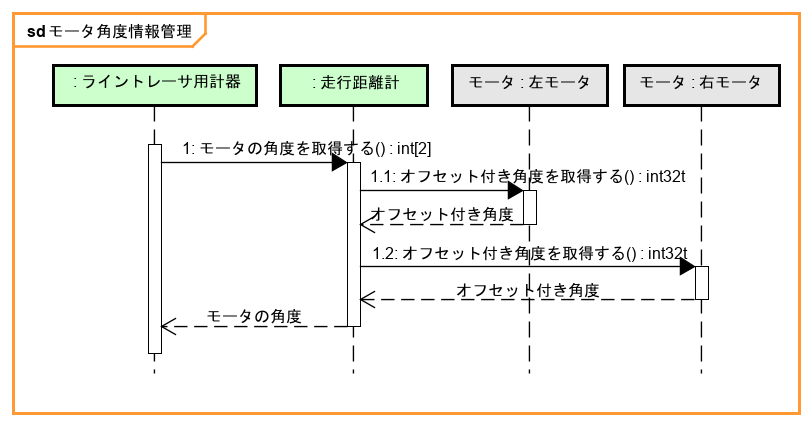 sd モータ角度情報管理
: ライントレーサ用計器
: 走行距離計
モータ : 左モータ
モータ : 右モータ
1: モータの角度を取得する() : int[2]
1.1: オフセット付き角度を取得する() : int32t
オフセット付き角度
1.2: オフセット付き角度を取得する() : int32t
オフセット付き角度
モータの角度